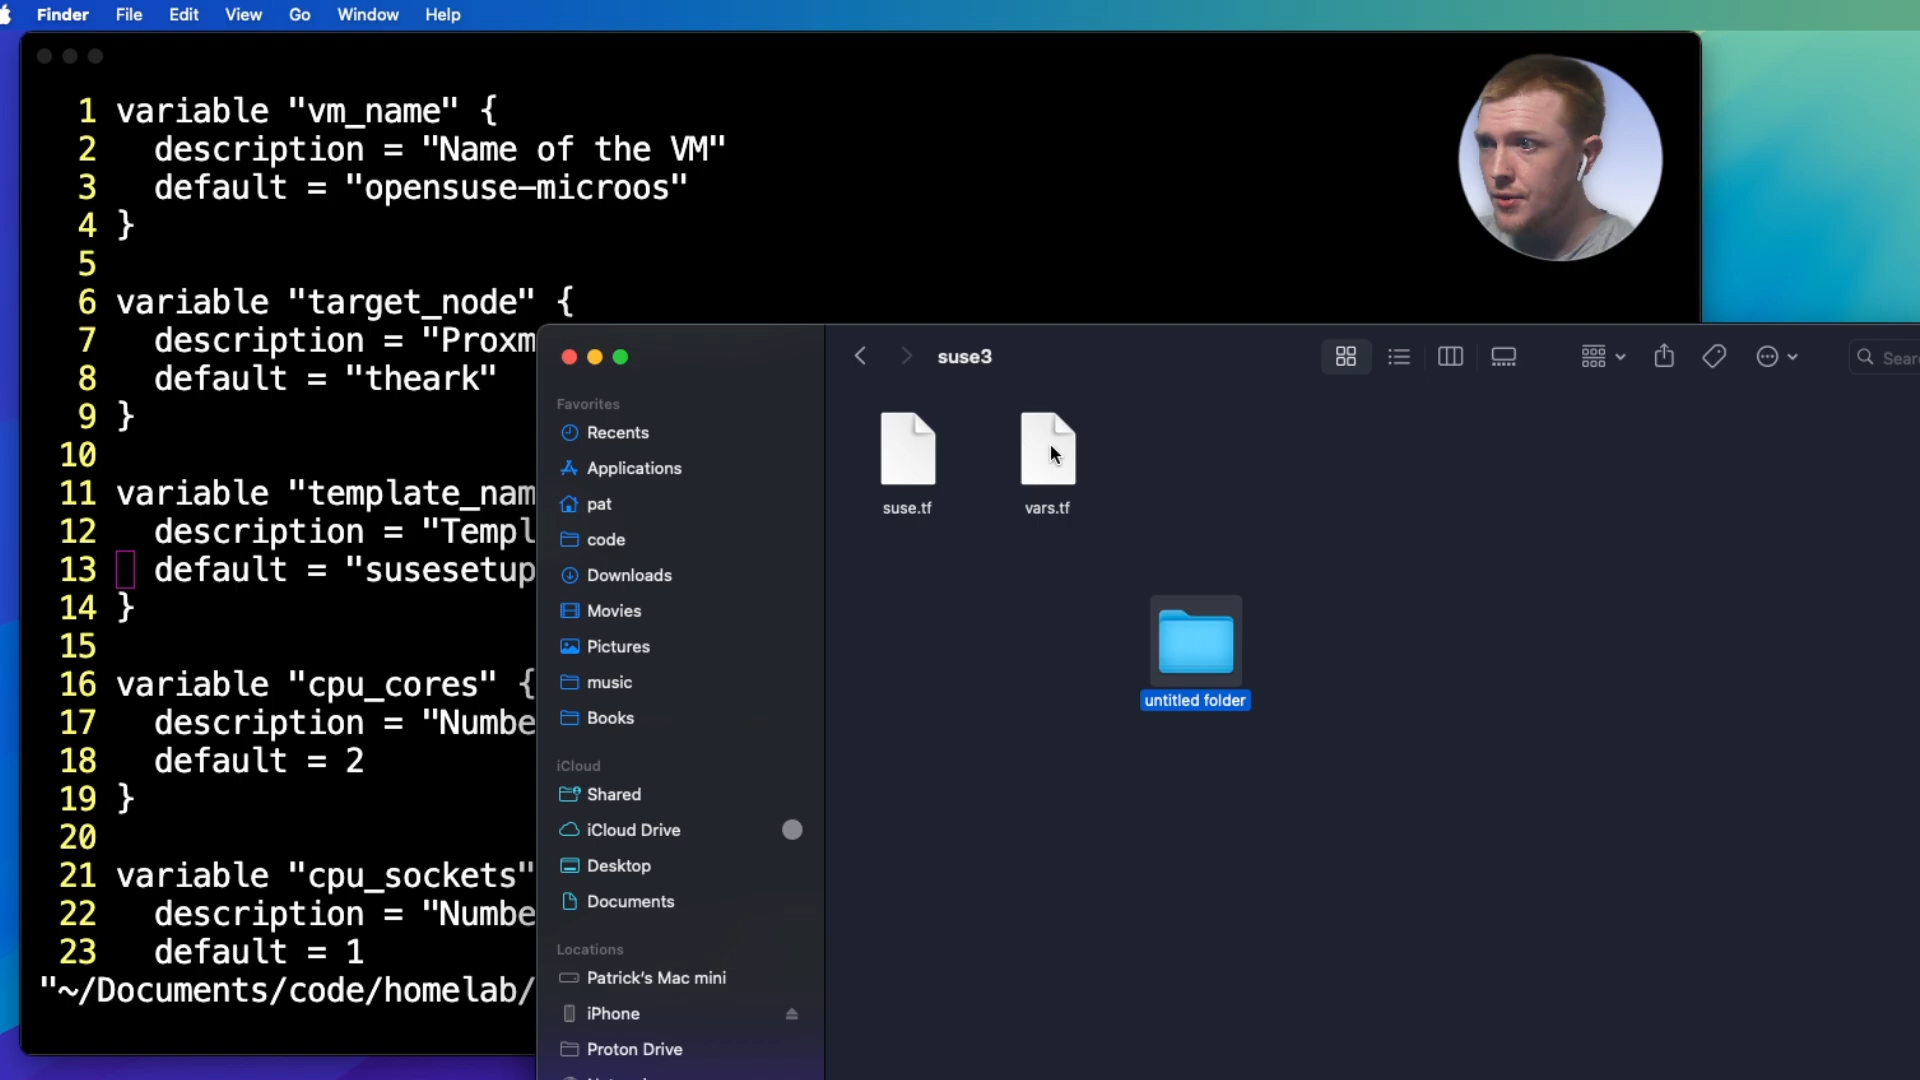 Finder File Edit View Go Window Help
1 variable "vm_name" {
2 description = "Name of the VM"
3 default = "opensuse-microos"
4 }
5
6 variable "target_node" {
7 description = "Proxm
8 default = "theark"
9 }
10
11 variable "template_nam
12 description = "Templ
13 default = "susesetup
14 }
15
16 variable "cpu_cores" {
17 description = "Numbe
18 default = 2
19 }
20
21 variable "cpu_sockets"
22 description = "Numbe
23 default = 1
"~/Documents/code/homelab/
suse3
Sear
Favorites
Recents
Applications
pat
code
Downloads
Movies
Pictures
music
Books
iCloud
Shared
iCloud Drive
Desktop
Documents
Locations
Patrick's Mac mini
iPhone
Proton Drive
suse.tf
vars.tf
untitled folder